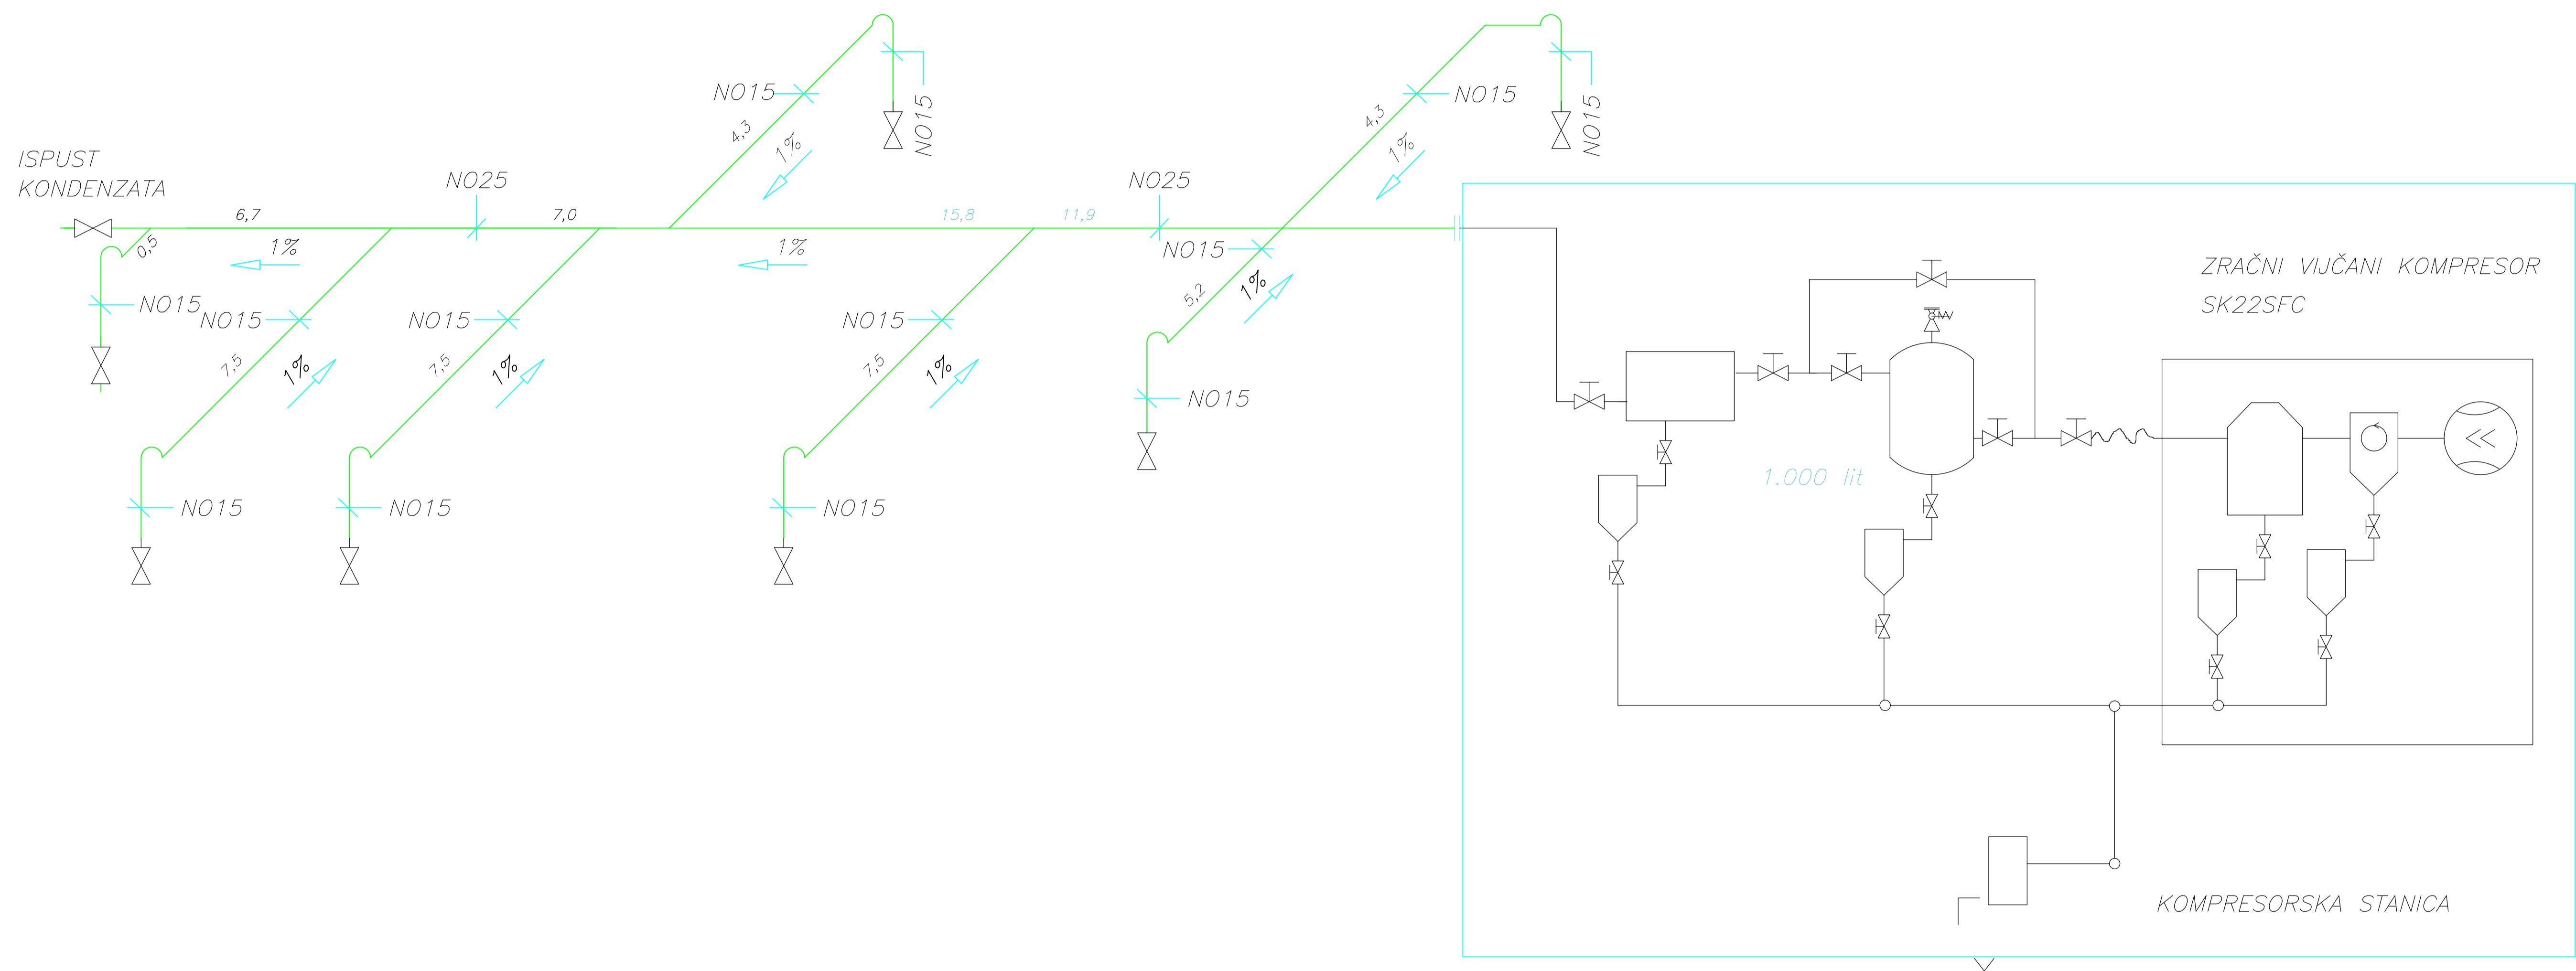 NO15
NO15
4,3
1%
NO15
NO15
4,3
1%
ISPUST
KONDENZATA
NO25
6,7
7,0
1%
0,5
NO15
15,8
11,9
NO25
1%
NO15
5,2
1%
NO15
NO15
7,5
1%
NO15
NO15
7,5
1%
NO15
NO15
7,5
1%
NO15
ZRAČNI VIJČANI KOMPRESOR
SK22SFC
1.000 lit
KOMPRESORSKA STANICA